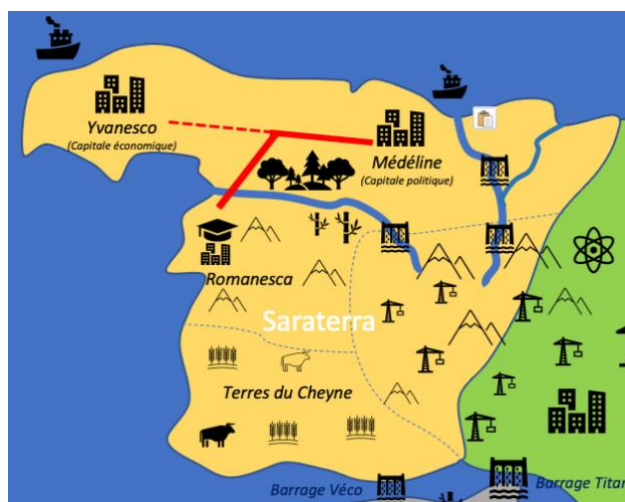 Yvanesco
(Capitale économique)
Médéline
(Capitale politique)
Romanesca
Saraterra
Terres du Cheyne
Barrage Véco
Barrage Titan